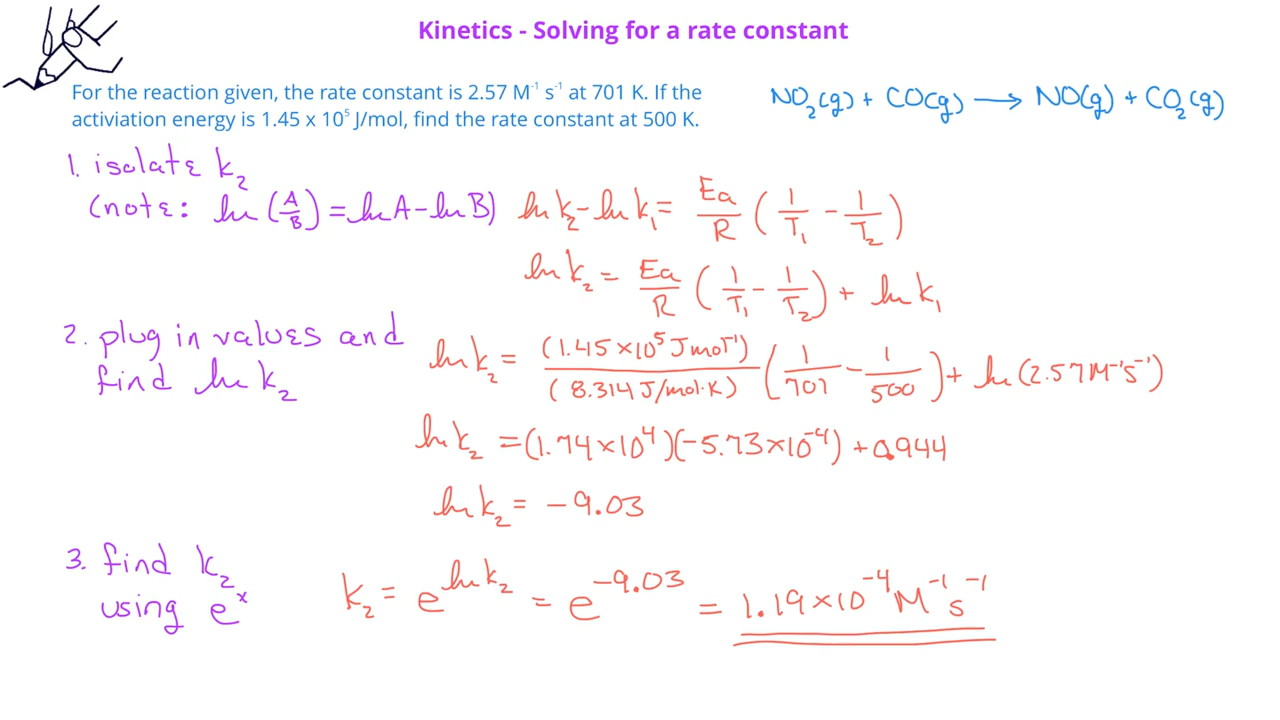 Kinetics - Solving for a rate constant
For the reaction given, the rate constant is 2.57 M⁻¹ s⁻¹ at 701 K. If the
activiation energy is 1.45 x 10⁵ J/mol, find the rate constant at 500 K.
NO₂(g) + CO(g) → NO(g) + CO₂(g)
1. isolate k₂
(note: ln(A/B) = lnA - lnB)
ln k₂ - ln k₁ = Ea/R (1/T₁ - 1/T₂)
ln k₂ = Ea/R (1/T₁ - 1/T₂) + ln k₁
2. plug in values and
find ln k₂
ln k₂ = (1.45×10⁵ J mol⁻¹)/(8.314 J/mol·K) (1/701 - 1/500) + ln(2.57 M⁻¹s⁻¹)
ln k₂ = (1.74×10⁴)(-5.73×10⁻⁴) + 0.944
ln k₂ = -9.03
3. find k₂
using eˣ
k₂ = e^(ln k₂) = e^(-9.03) = 1.19×10⁻⁴ M⁻¹s⁻¹